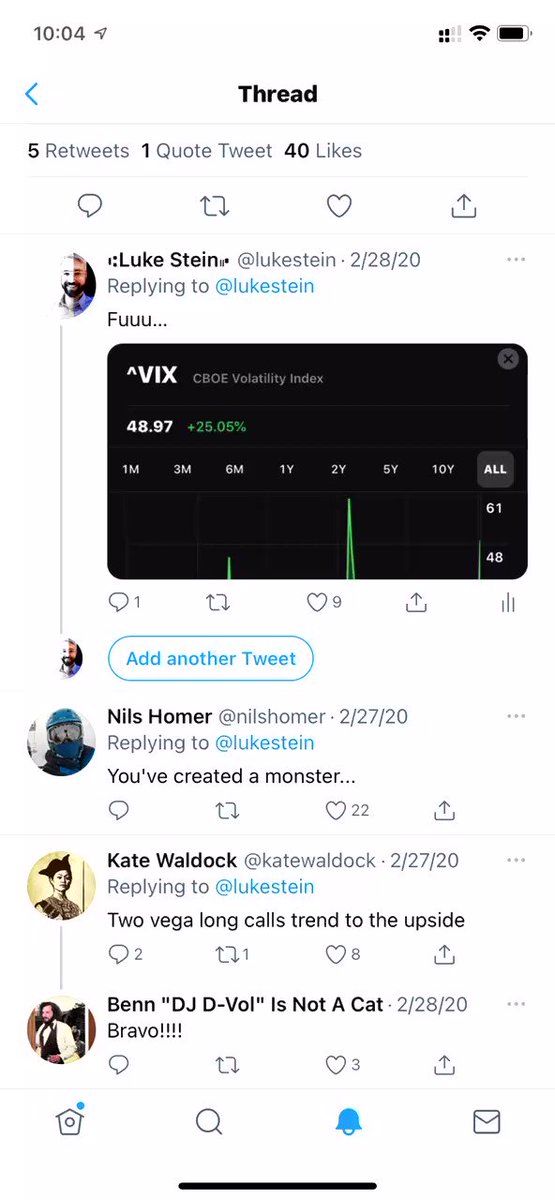 10:04
Thread
5 Retweets 1 Quote Tweet 40 Likes
Luke Stein @lukestein · 2/28/20
Replying to @lukestein
Fuuu...
^VIX CBOE Volatility Index
48.97 +25.05%
1M 3M 6M 1Y 2Y 5Y 10Y ALL
61
48
1 9
Add another Tweet
Nils Homer @nilshomer · 2/27/20
Replying to @lukestein
You've created a monster...
22
Kate Waldock @katewaldock · 2/27/20
Replying to @lukestein
Two vega long calls trend to the upside
2 1 8
Benn "DJ D-Vol" Is Not A Cat · 2/28/20
Bravo!!!!
3